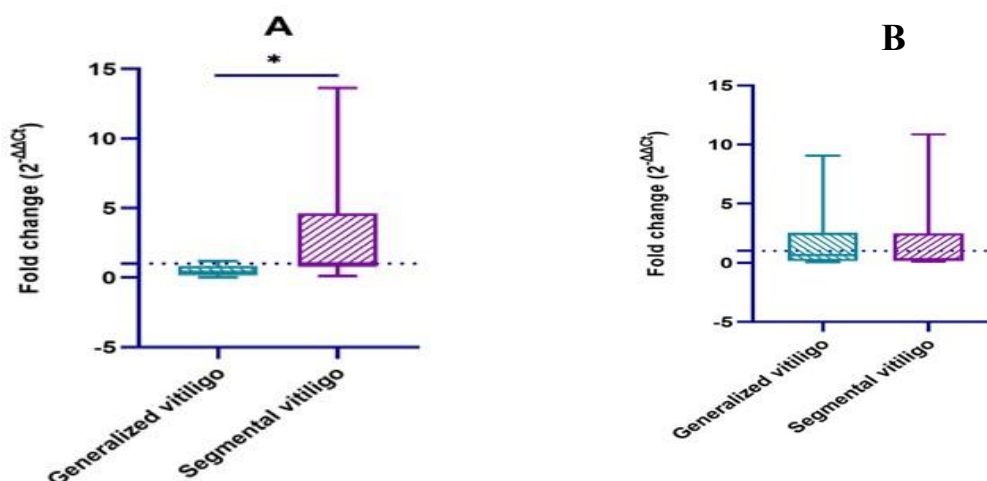 A
*
15
10
5
0
-5
Fold change (2^-ΔΔCt)
Generalized vitiligo
Segmental vitiligo
B
15
10
5
0
-5
Fold change (2^-ΔΔCt)
Generalized vitiligo
Segmental vitiligo